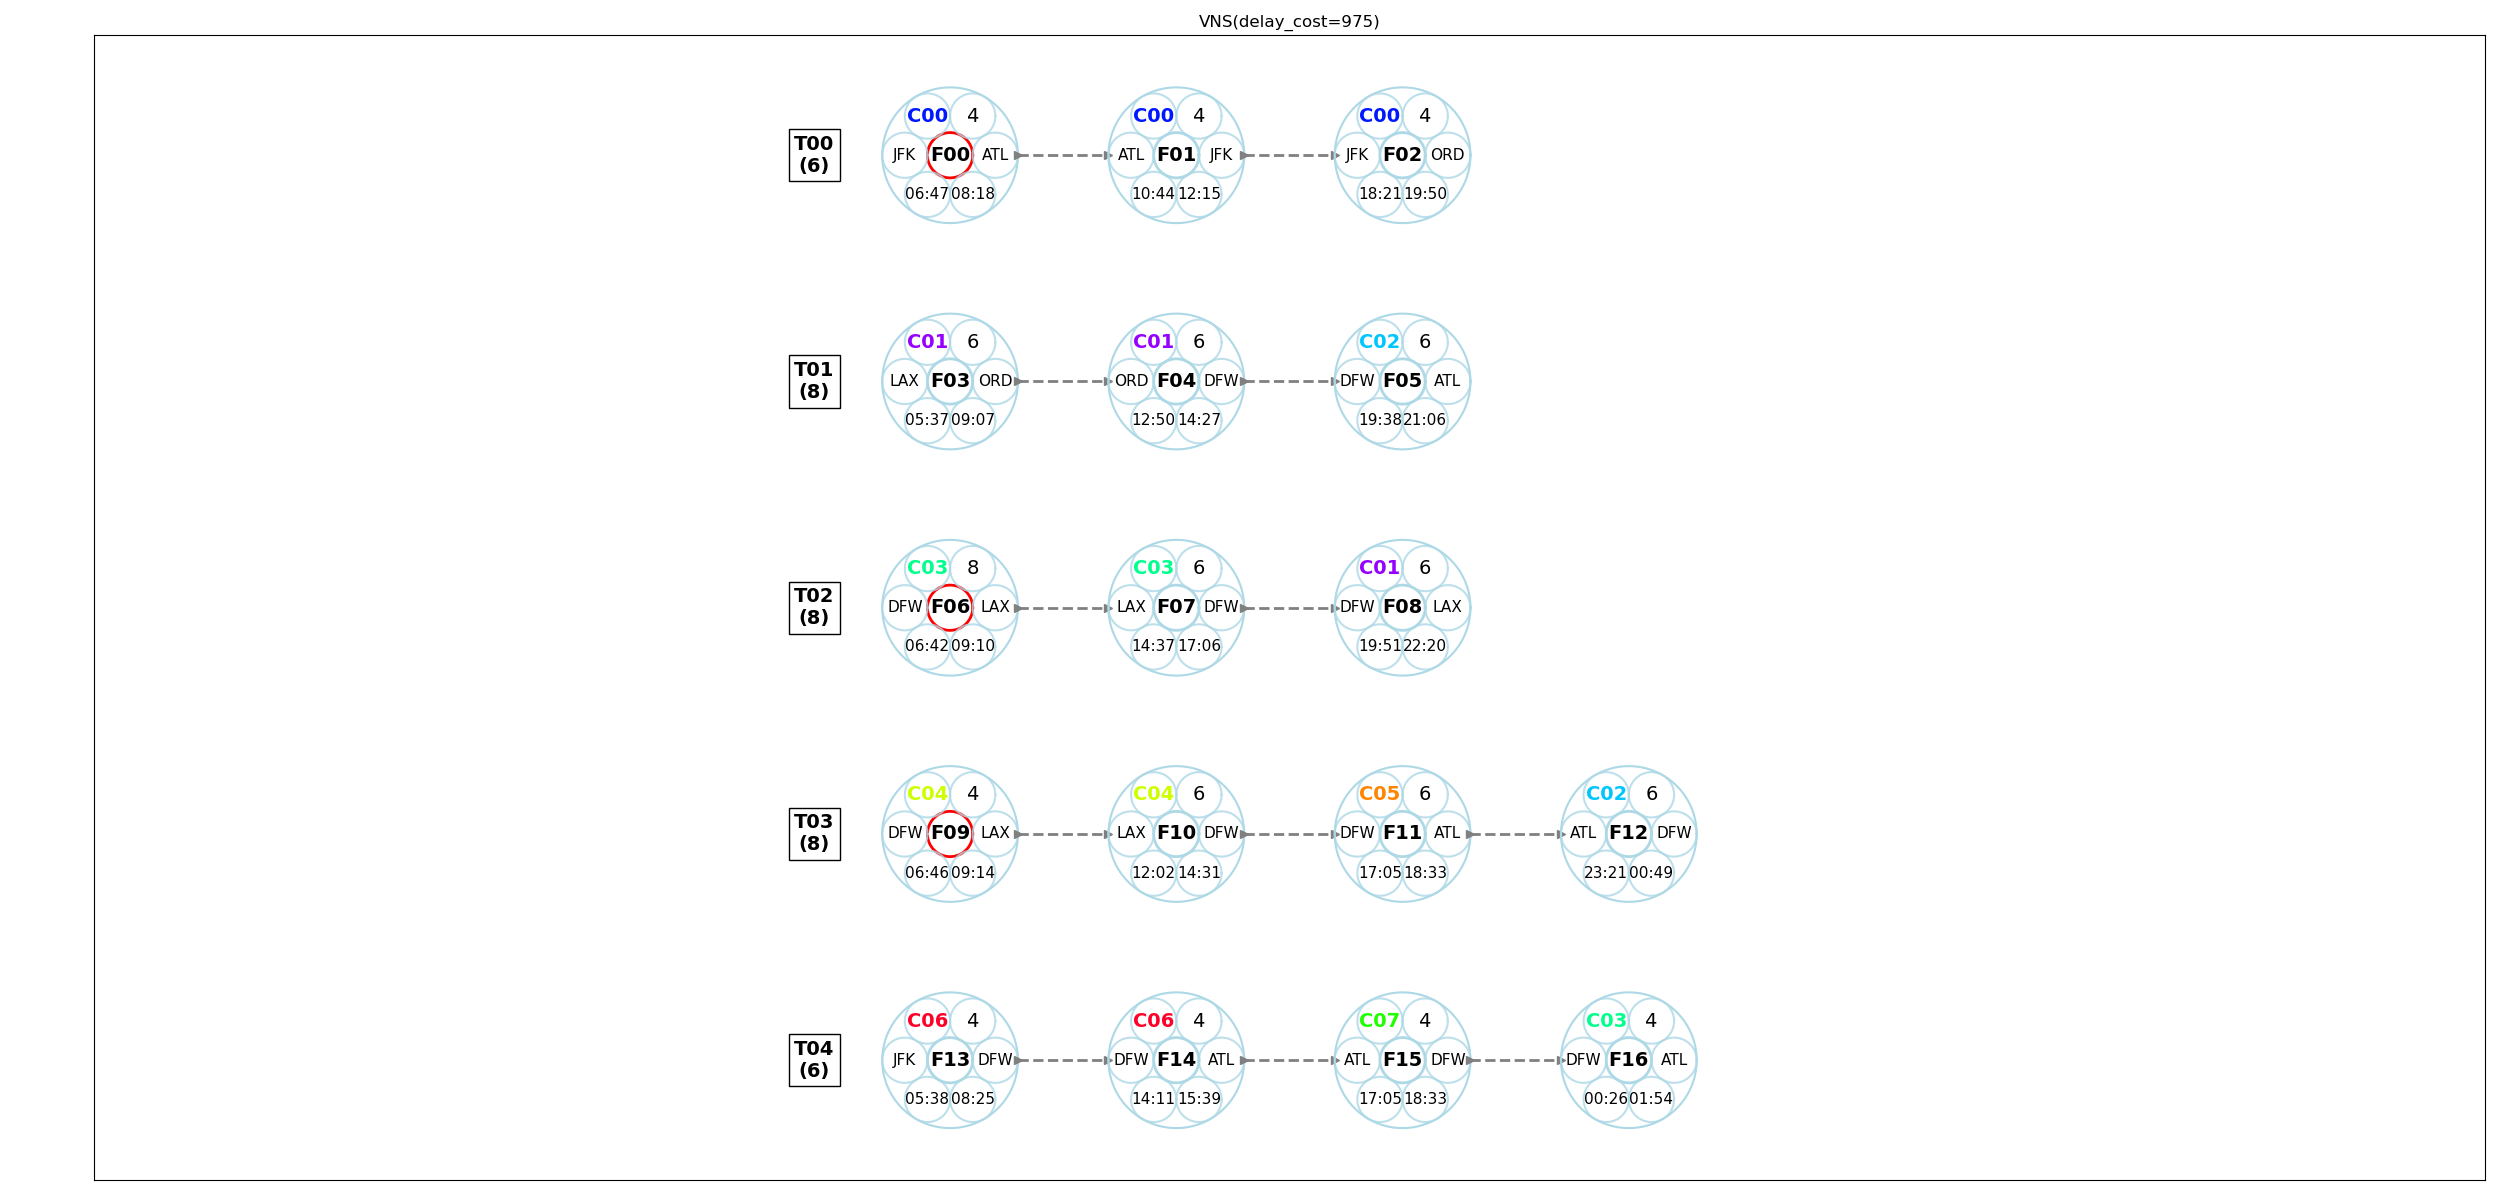 VNS(delay_cost=975)
T00
(6)
C00 4
JFK F00 ATL
06:47 08:18
C00 4
ATL F01 JFK
10:44 12:15
C00 4
JFK F02 ORD
18:21 19:50
T01
(8)
C01 6
LAX F03 ORD
05:37 09:07
C01 6
ORD F04 DFW
12:50 14:27
C02 6
DFW F05 ATL
19:38 21:06
T02
(8)
C03 8
DFW F06 LAX
06:42 09:10
C03 6
LAX F07 DFW
14:37 17:06
C01 6
DFW F08 LAX
19:51 22:20
T03
(8)
C04 4
DFW F09 LAX
06:46 09:14
C04 6
LAX F10 DFW
12:02 14:31
C05 6
DFW F11 ATL
17:05 18:33
C02 6
ATL F12 DFW
23:21 00:49
T04
(6)
C06 4
JFK F13 DFW
05:38 08:25
C06 4
DFW F14 ATL
14:11 15:39
C07 4
ATL F15 DFW
17:05 18:33
C03 4
DFW F16 ATL
00:26 01:54